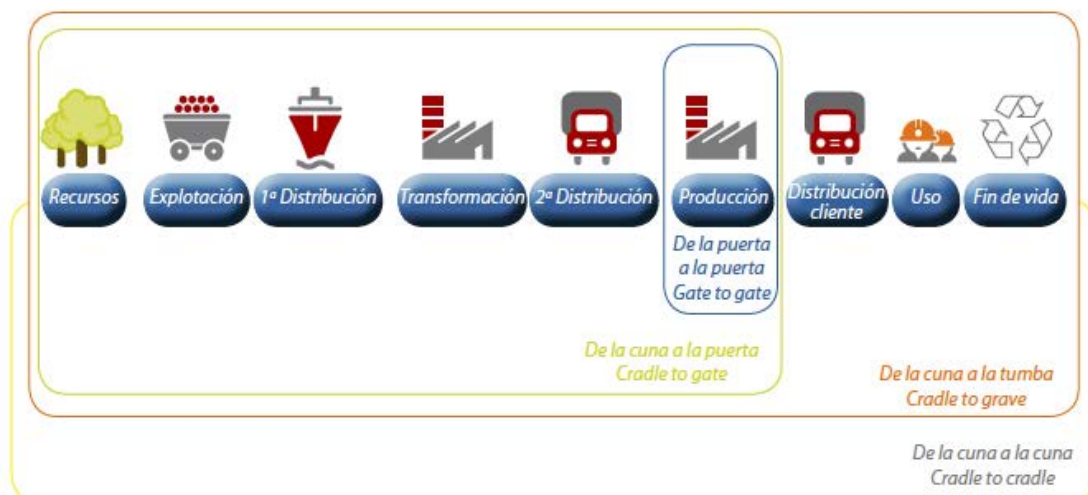 Recursos
Explotación
1ª Distribución
Transformación
2ª Distribución
Producción
Distribución
cliente
Uso
Fin de vida
De la puerta
a la puerta
Gate to gate
De la cuna a la puerta
Cradle to gate
De la cuna a la tumba
Cradle to grave
De la cuna a la cuna
Cradle to cradle